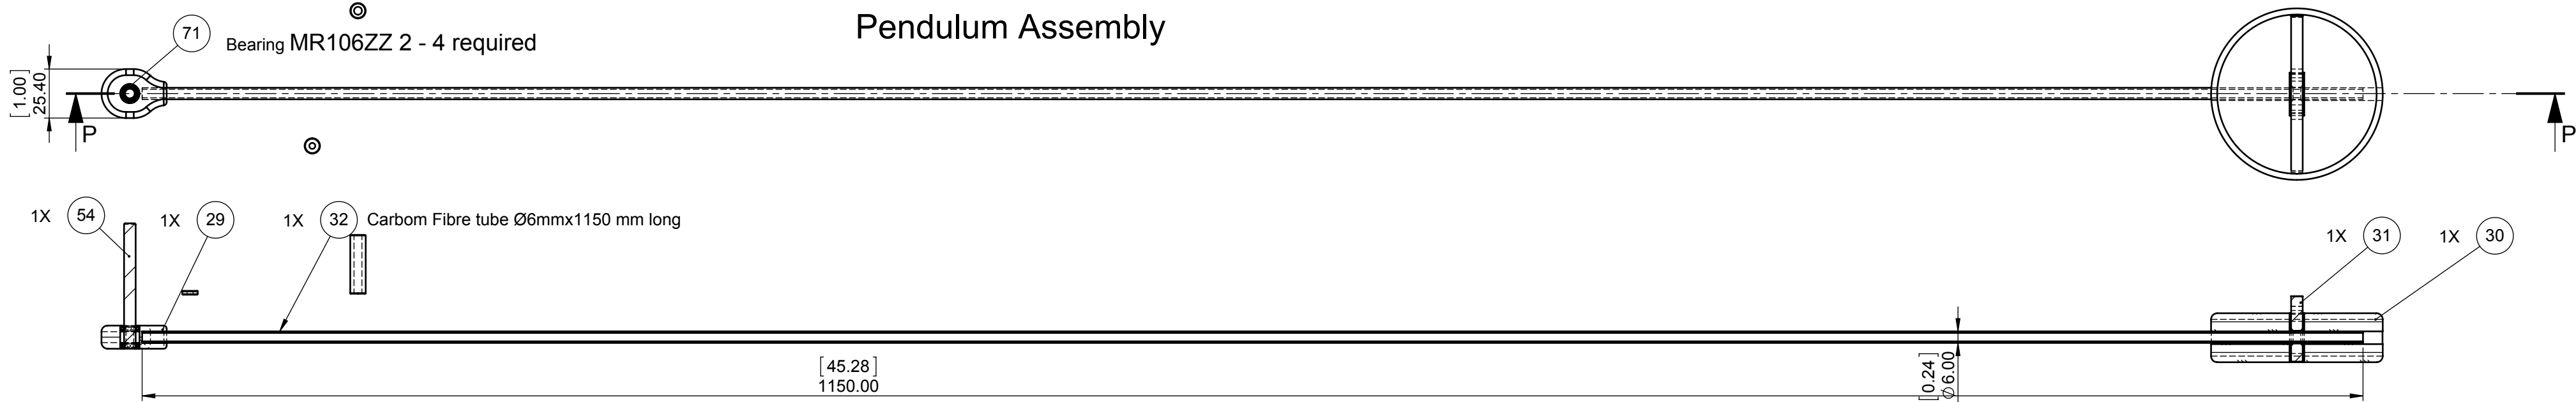 Pendulum Assembly
71
Bearing MR106ZZ 2 - 4 required
[1.00]
25.40
P
P
1X 54
1X 29
1X 32 Carbom Fibre tube Ø6mmx1150 mm long
1X 31
1X 30
[45.28]
1150.00
[0.24]
Ø6.00